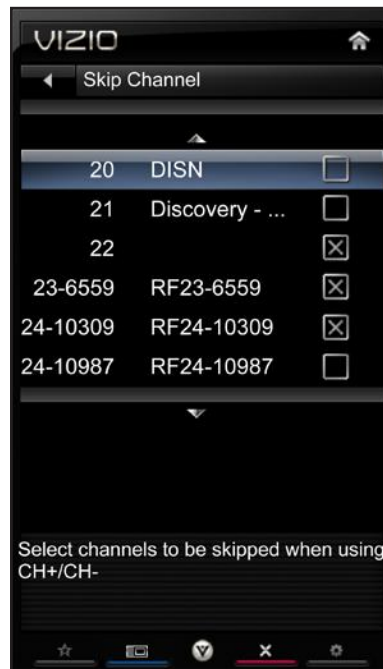 VIZIO
Skip Channel
20 DISN
21 Discovery - ...
22
23-6559 RF23-6559
24-10309 RF24-10309
24-10987 RF24-10987
Select channels to be skipped when using
CH+/CH-
V